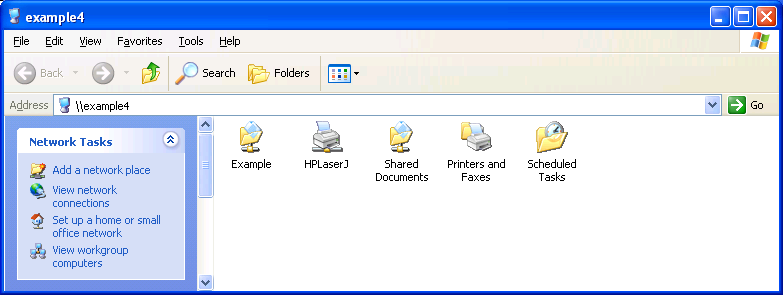 example4
File Edit View Favorites Tools Help
Back Search Folders
Address \\example4 Go
Network Tasks
Add a network place
View network
connections
Set up a home or small
office network
View workgroup
computers
Example
HPLaserJ
Shared
Documents
Printers and
Faxes
Scheduled
Tasks